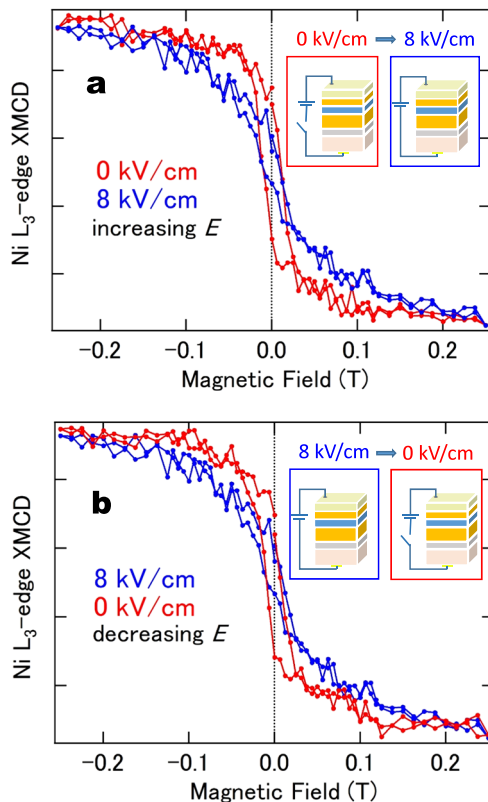 0 kV/cm → 8 kV/cm
a
0 kV/cm
8 kV/cm
increasing E
Ni L₃-edge XMCD
-0.2 -0.1 0.0 0.1 0.2
Magnetic Field (T)
8 kV/cm → 0 kV/cm
b
8 kV/cm
0 kV/cm
decreasing E
Ni L₃-edge XMCD
-0.2 -0.1 0.0 0.1 0.2
Magnetic Field (T)